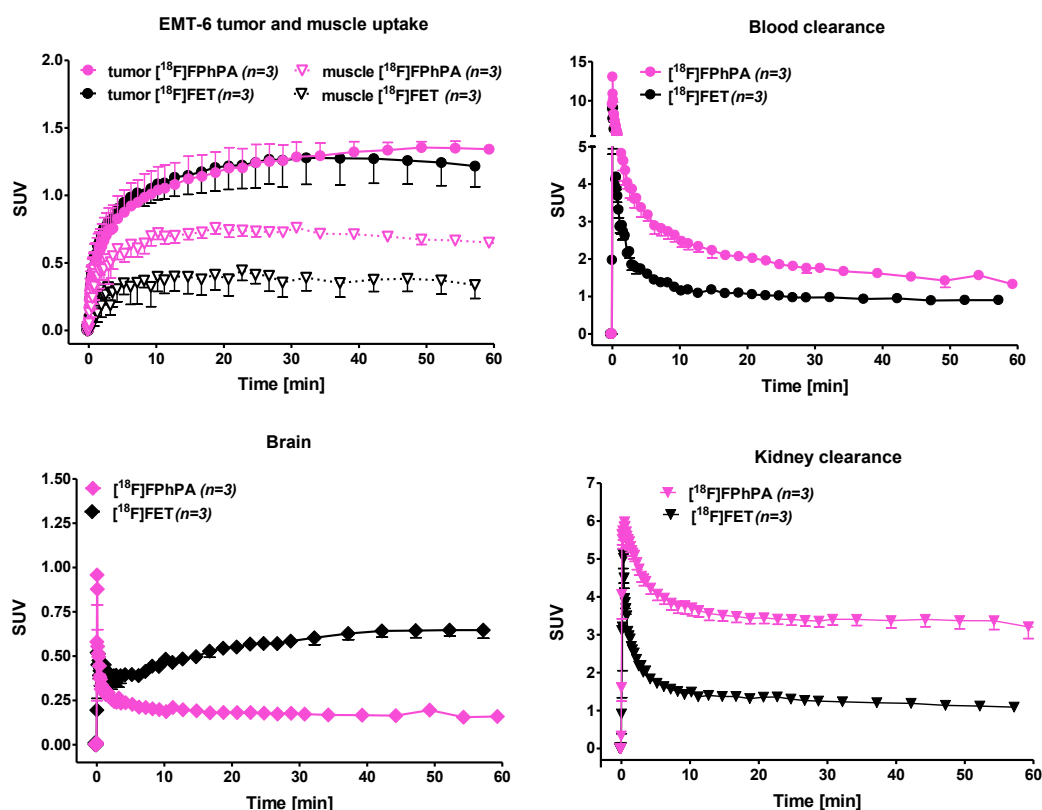 EMT-6 tumor and muscle uptake
2.0
1.5
1.0
0.5
0.0
SUV
tumor [¹⁸F]FPhPA (n=3)
tumor [¹⁸F]FET (n=3)
muscle [¹⁸F]FPhPA (n=3)
muscle [¹⁸F]FET (n=3)
0 10 20 30 40 50 60
Time [min]
Blood clearance
15
10
5
4
3
2
1
0
SUV
[¹⁸F]FPhPA (n=3)
[¹⁸F]FET (n=3)
0 10 20 30 40 50 60
Time [min]
Brain
1.50
1.25
1.00
0.75
0.50
0.25
0.00
SUV
[¹⁸F]FPhPA (n=3)
[¹⁸F]FET (n=3)
0 10 20 30 40 50 60
Time [min]
Kidney clearance
7
6
5
4
3
2
1
0
SUV
[¹⁸F]FPhPA (n=3)
[¹⁸F]FET (n=3)
0 10 20 30 40 50 60
Time [min]